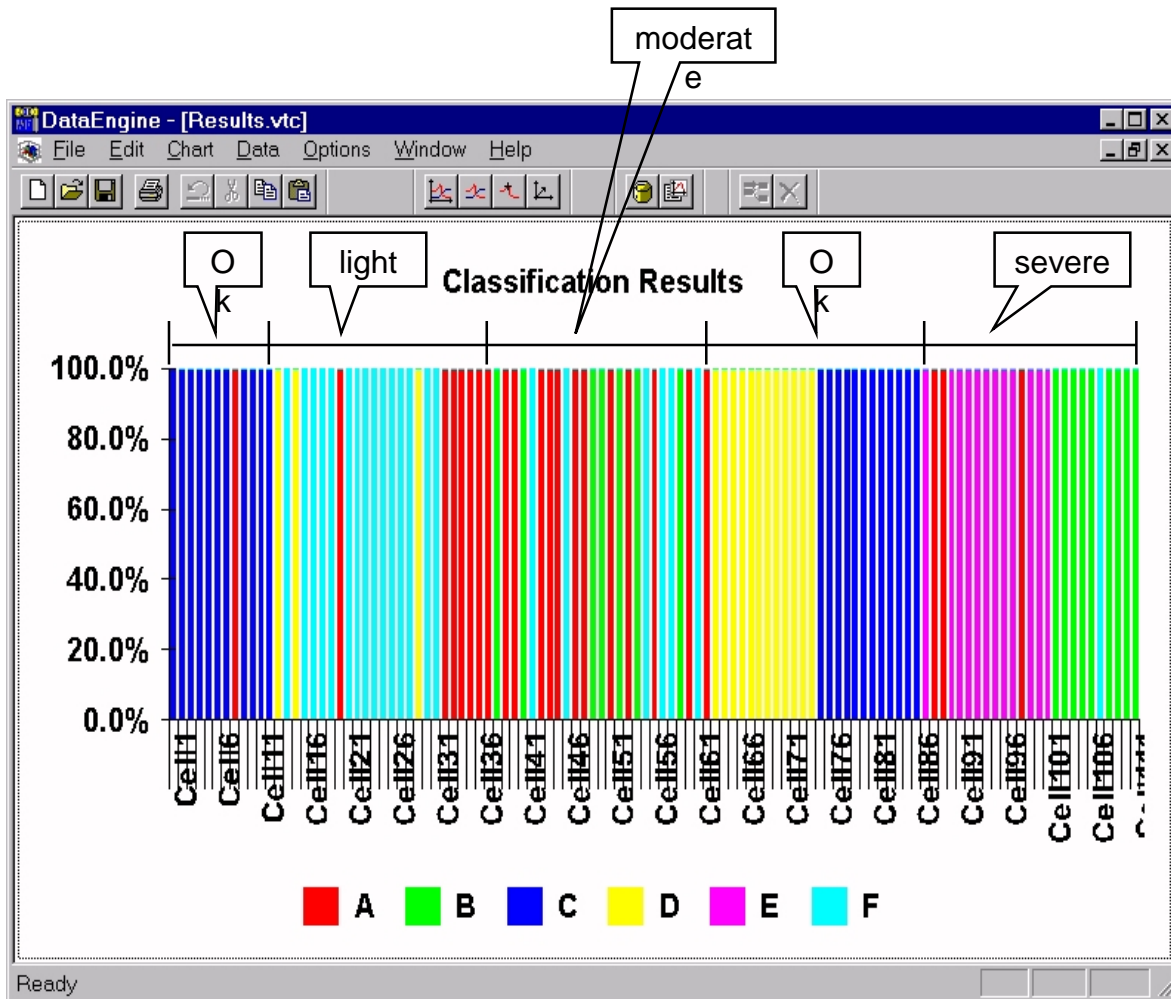 moderat
e
DataEngine - [Results.vtc]
File Edit Chart Data Options Window Help
O
k
light
O
k
severe
Classification Results
100.0%
80.0%
60.0%
40.0%
20.0%
0.0%
Cell1
Cell6
Cell11
Cell16
Cell21
Cell26
Cell31
Cell36
Cell41
Cell46
Cell51
Cell56
Cell61
Cell66
Cell71
Cell76
Cell81
Cell86
Cell91
Cell96
Cell101
Cell106
A B C D E F
Ready